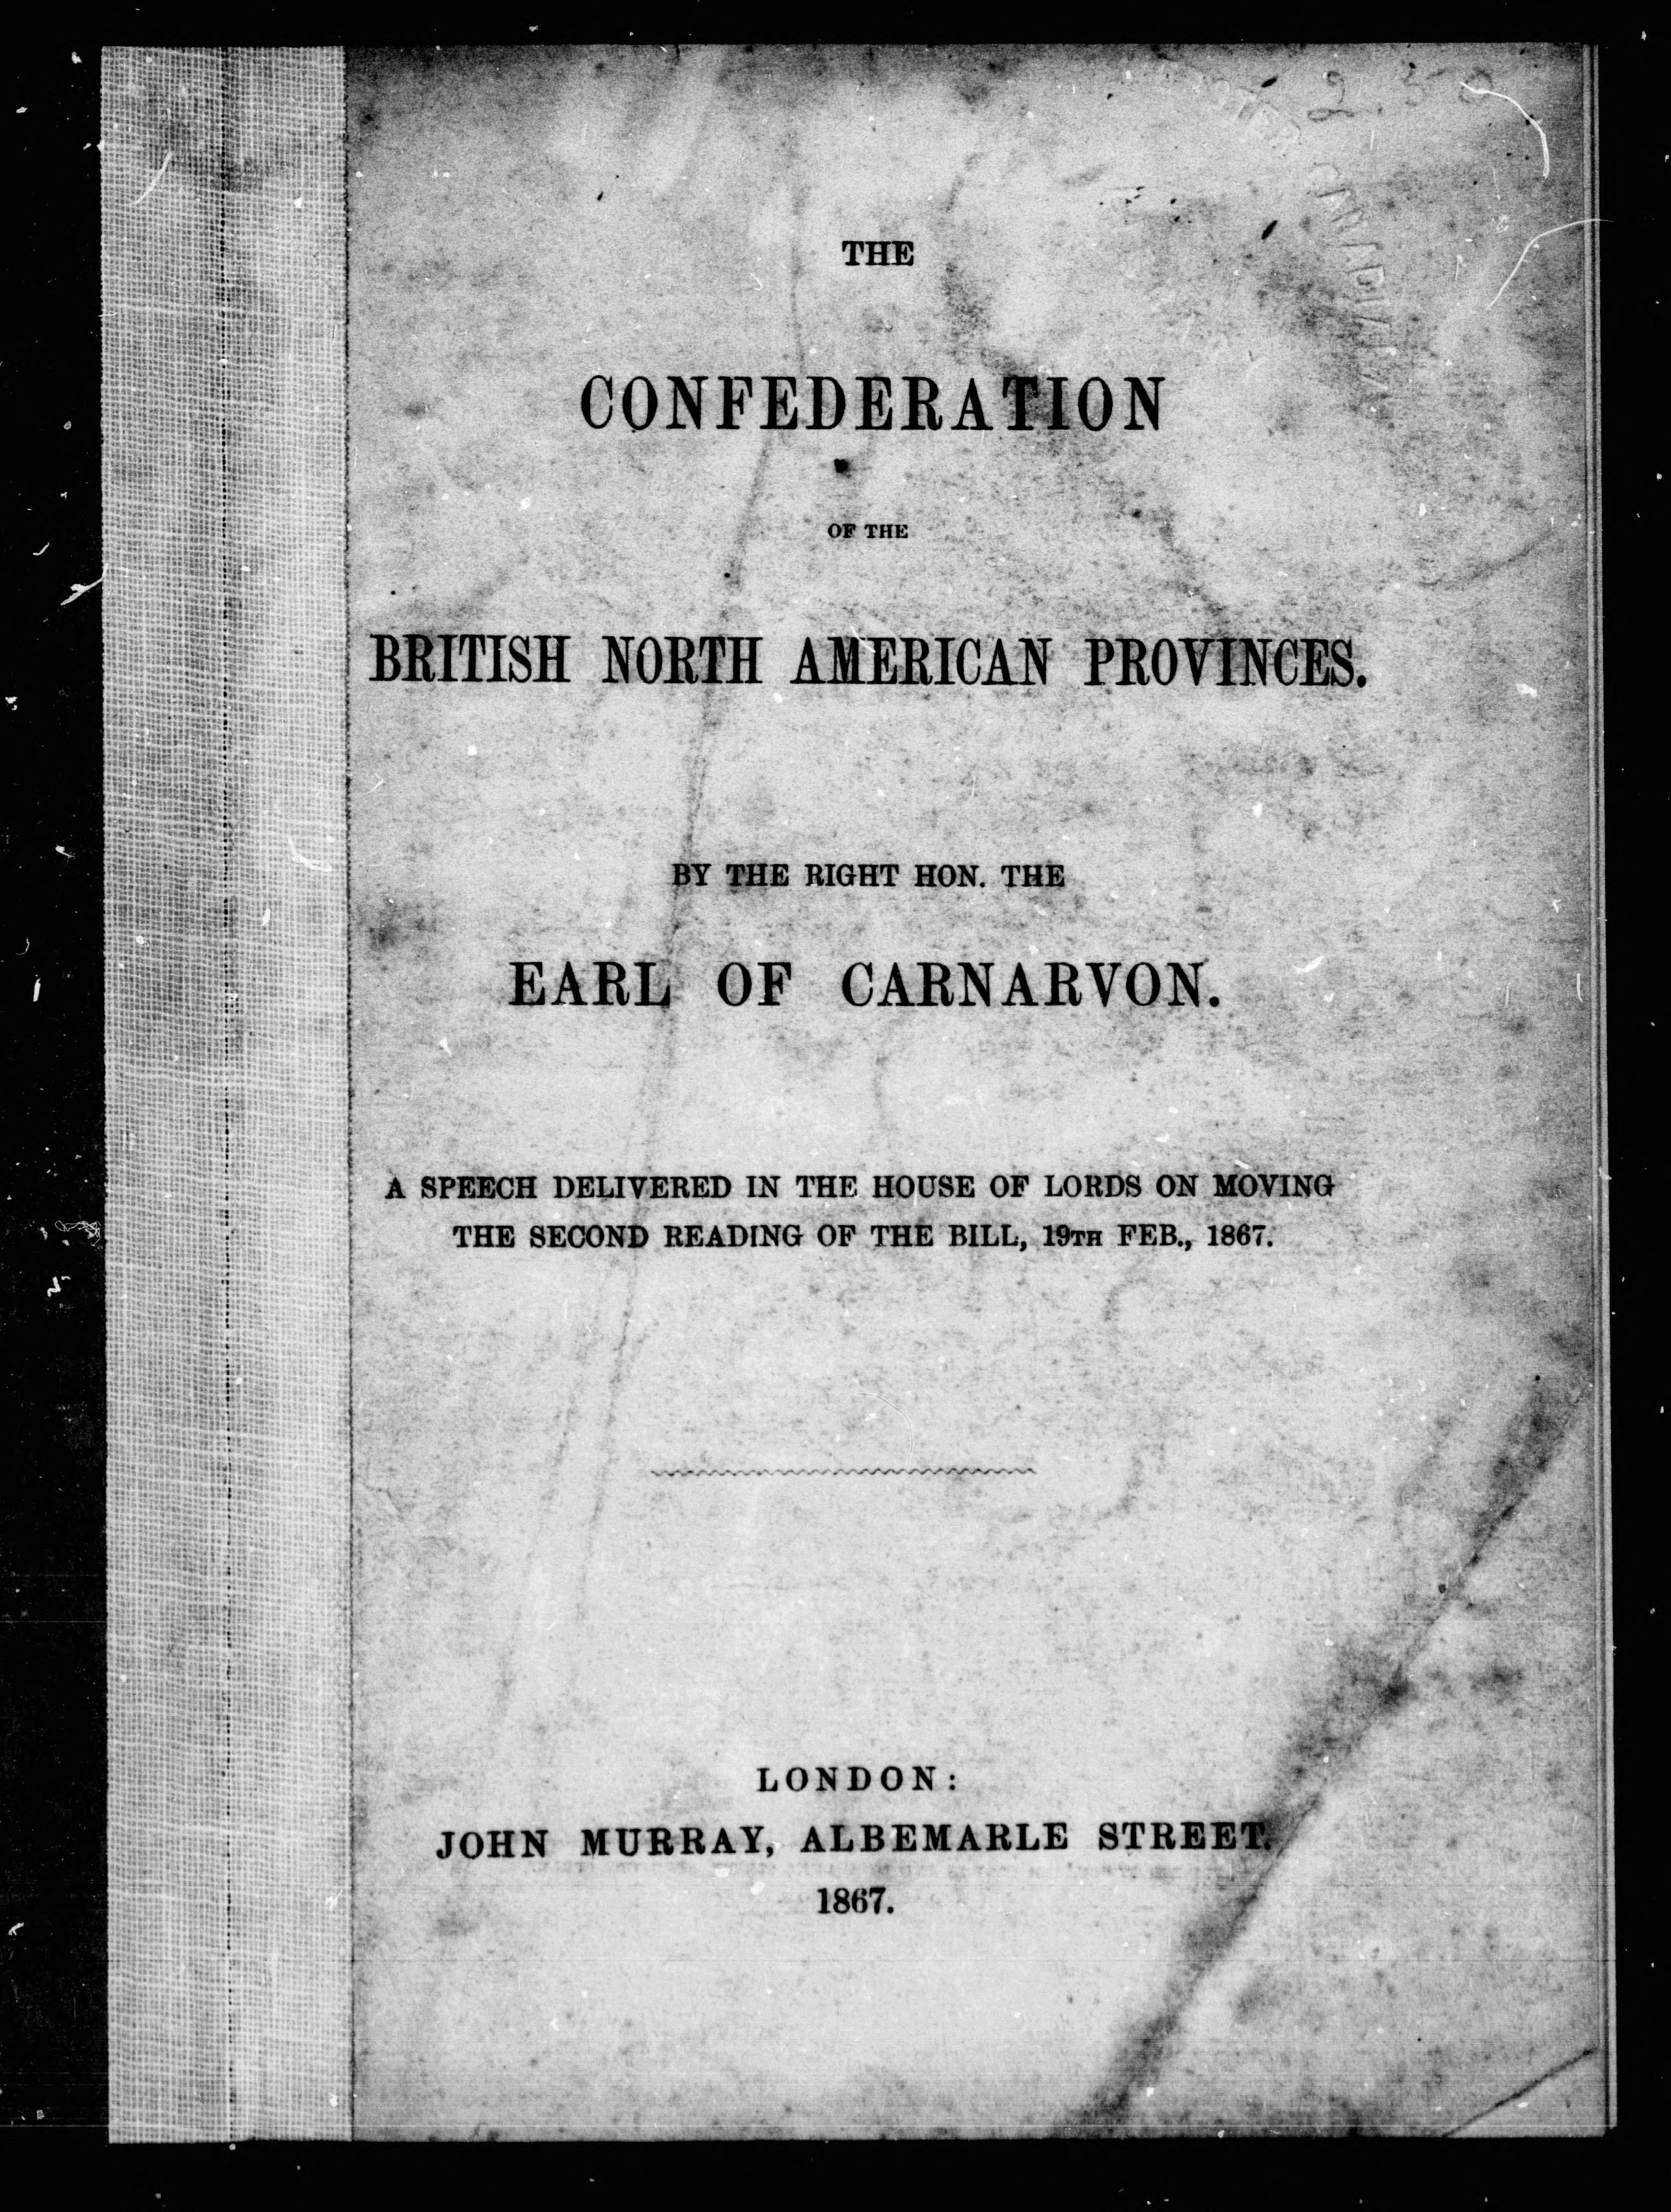 THE
CONFEDERATION
OF THE
BRITISH NORTH AMERICAN PROVINCES.
BY THE RIGHT HON. THE
EARL OF CARNARVON.
A SPEECH DELIVERED IN THE HOUSE OF LORDS ON MOVING
THE SECOND READING OF THE BILL, 19TH FEB., 1867.
LONDON:
JOHN MURRAY, ALBEMARLE STREET.
1867.